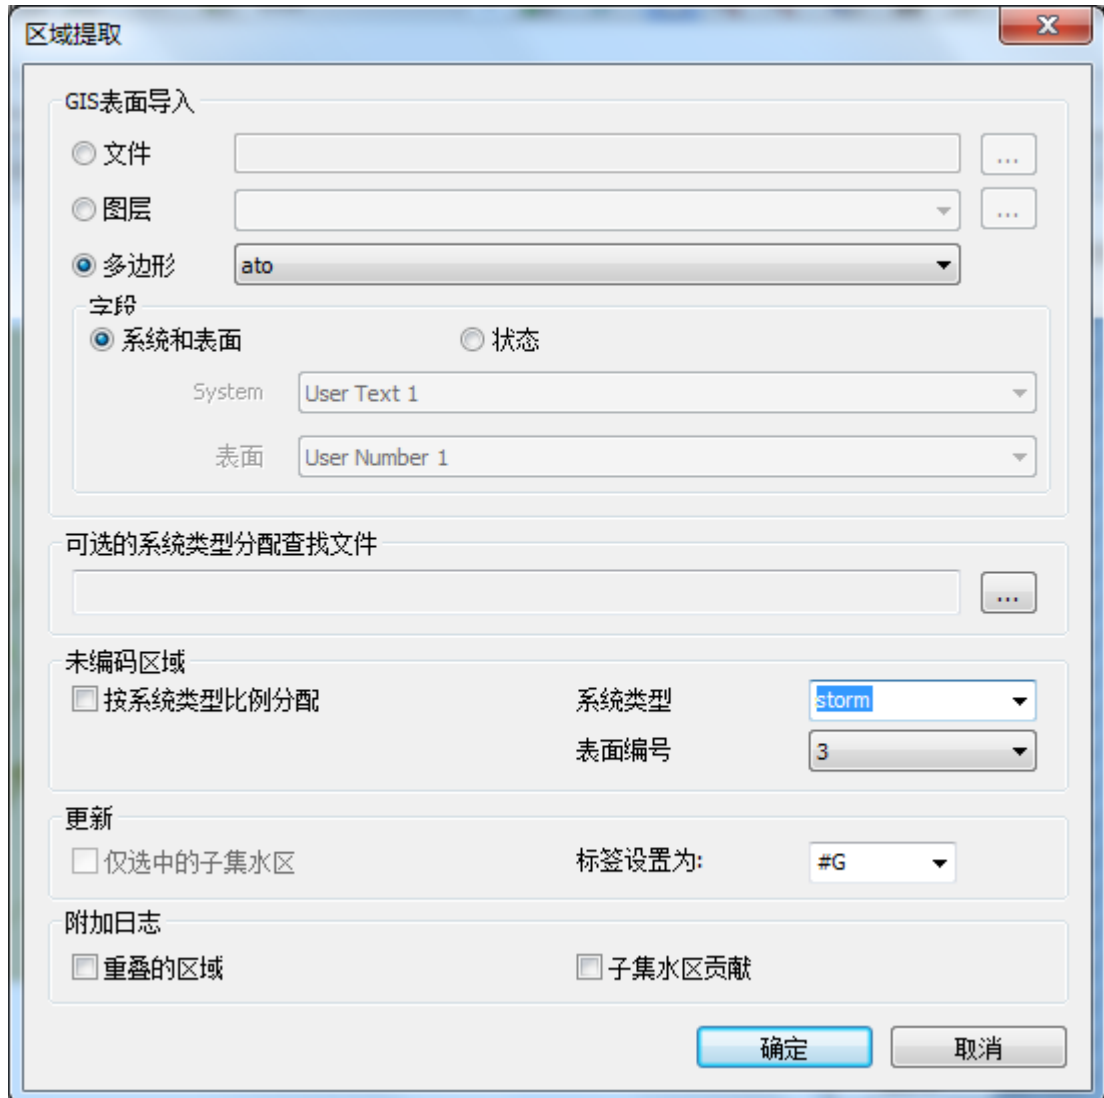 区域提取
GIS表面导入
文件 ...
图层 ...
多边形 ato
字段
系统和表面 状态
System User Text 1
表面 User Number 1
可选的系统类型分配查找文件
...
未编码区域
按系统类型比例分配 系统类型 storm
表面编号 3
更新
仅选中的子集水区 标签设置为: #G
附加日志
重叠的区域 子集水区贡献
确定 取消